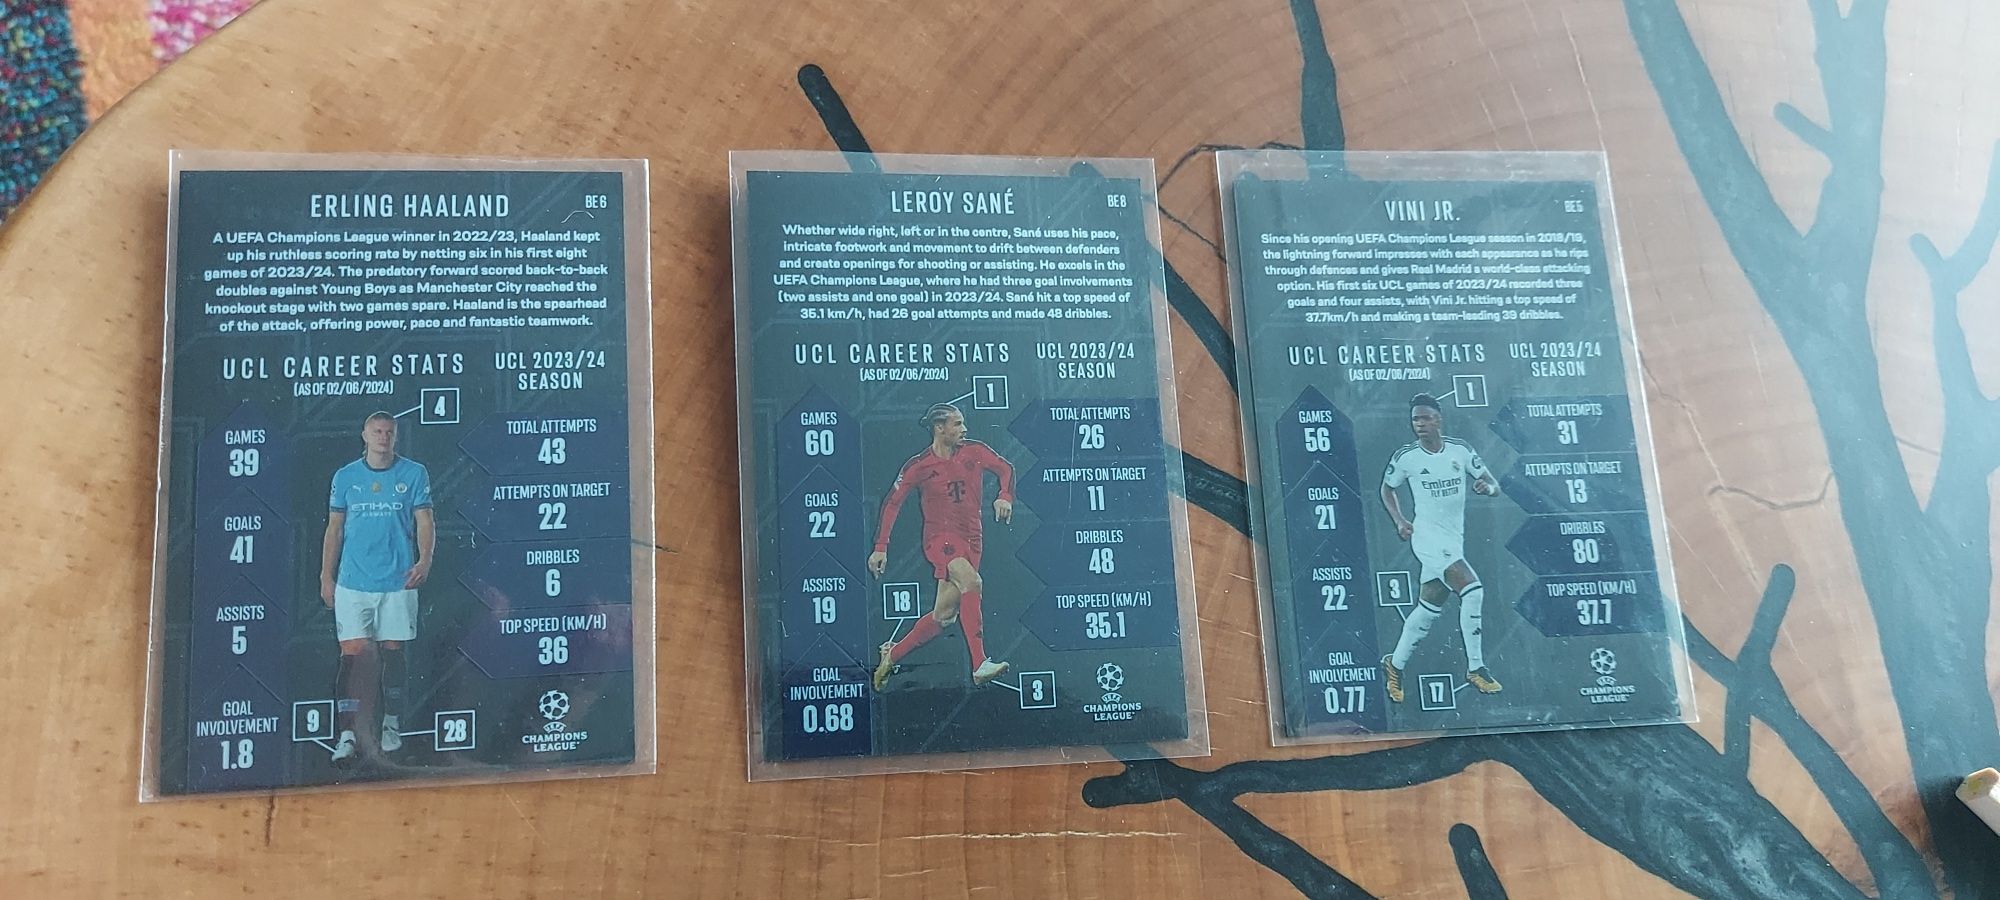 ERLING HAALAND
BE6
A UEFA Champions League winner in 2022/23, Haaland kept
up his ruthless scoring rate by netting six in his first eight
games of 2023/24. The predatory forward scored back-to-back
doubles against Young Boys as Manchester City reached the
knockout stage with two games spare. Haaland is the spearhead
of the attack, offering power, pace and fantastic teamwork.
UCL CAREER STATS
(AS OF 02/06/2024)
UCL 2023/24
SEASON
4
GAMES
39
GOALS
41
ASSISTS
5
GOAL
INVOLVEMENT
1.8
ETIHAD
AIRWAYS
9
28
TOTAL ATTEMPTS
43
ATTEMPTS ON TARGET
22
DRIBBLES
6
TOP SPEED (KM/H)
36
UEFA
CHAMPIONS
LEAGUE
LEROY SANÉ
BE8
Whether wide right, left or in the centre, Sané uses his pace,
intricate footwork and movement to drift between defenders
and create openings for shooting or assisting. He excels in the
UEFA Champions League, where he had three goal involvements
(two assists and one goal) in 2023/24. Sané hit a top speed of
35.1 km/h, had 26 goal attempts and made 48 dribbles.
UCL CAREER STATS
(AS OF 02/06/2024)
UCL 2023/24
SEASON
1
GAMES
60
GOALS
22
ASSISTS
19
GOAL
INVOLVEMENT
0.68
T
18
3
TOTAL ATTEMPTS
26
ATTEMPTS ON TARGET
11
DRIBBLES
48
TOP SPEED (KM/H)
35.1
UEFA
CHAMPIONS
LEAGUE
VINI JR.
BE5
Since his opening UEFA Champions League season in 2018/19,
the lightning forward impresses with each appearance as he rips
through defences and gives Real Madrid a world-class attacking
option. His first six UCL games of 2023/24 recorded three
goals and four assists, with Vini Jr. hitting a top speed of
37.7km/h and making a team-leading 39 dribbles.
UCL CAREER STATS
(AS OF 02/06/2024)
UCL 2023/24
SEASON
1
GAMES
56
GOALS
21
ASSISTS
22
GOAL
INVOLVEMENT
0.77
Emirates
FLY BETTER
3
17
TOTAL ATTEMPTS
31
ATTEMPTS ON TARGET
13
DRIBBLES
80
TOP SPEED (KM/H)
37.7
UEFA
CHAMPIONS
LEAGUE